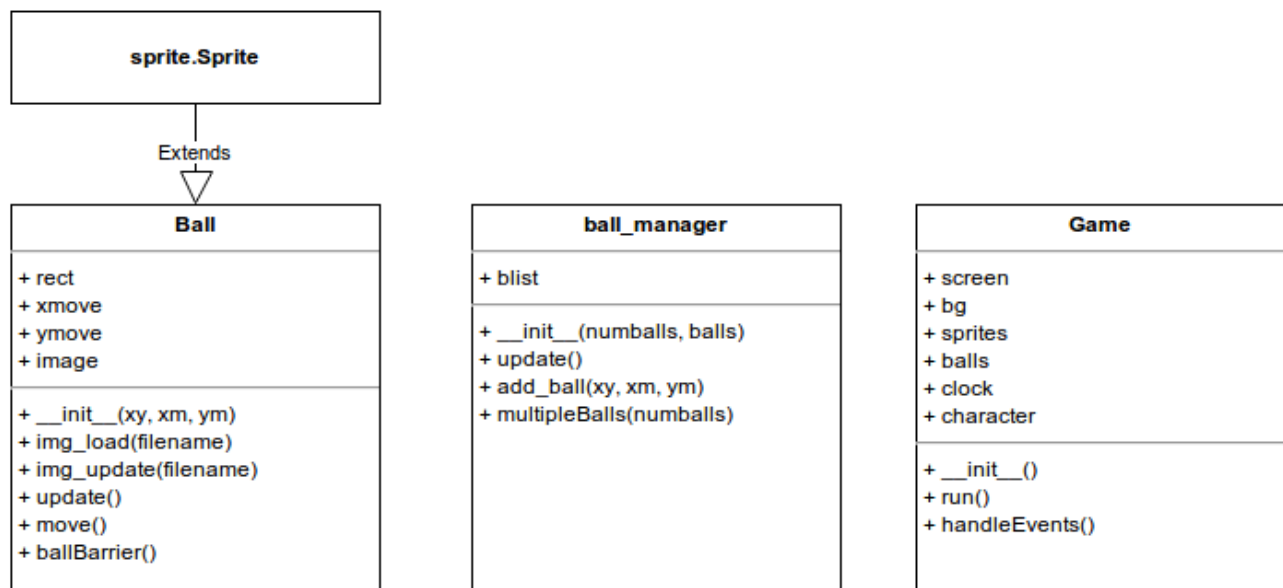 sprite.Sprite
Extends
Ball
+ rect
+ xmove
+ ymove
+ image
+ __init__(xy, xm, ym)
+ img_load(filename)
+ img_update(filename)
+ update()
+ move()
+ ballBarrier()
ball_manager
+ blist
+ __init__(numballs, balls)
+ update()
+ add_ball(xy, xm, ym)
+ multipleBalls(numballs)
Game
+ screen
+ bg
+ sprites
+ balls
+ clock
+ character
+ __init__()
+ run()
+ handleEvents()